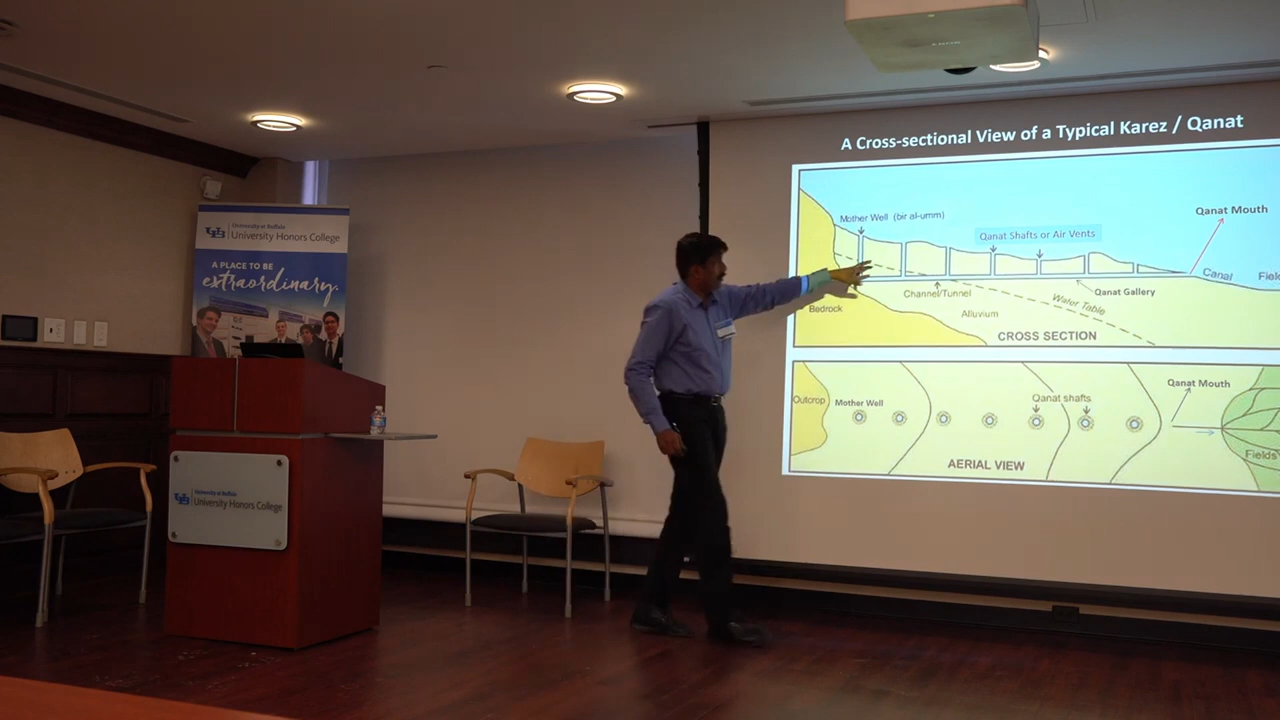 A Cross-sectional View of a Typical Karez / Qanat
Mother Well (bir al-umm)
Qanat Shafts or Air Vents
Qanat Mouth
Canal
Channel/Tunnel
Qanat Gallery
Water Table
Bedrock
Alluvium
CROSS SECTION
Outcrop
Mother Well
Qanat shafts
Qanat Mouth
Fields
AERIAL VIEW
UB
University at Buffalo
University Honors College
A PLACE TO BE
extraordinary.
UB
University at Buffalo
University Honors College